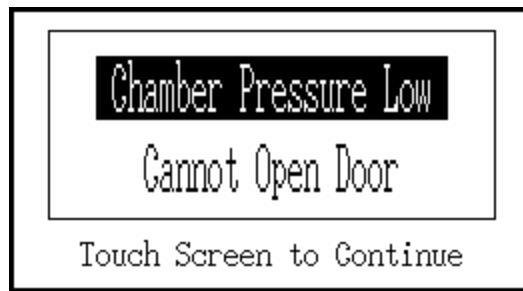 Chamber Pressure Low
Cannot Open Door
Touch Screen to Continue